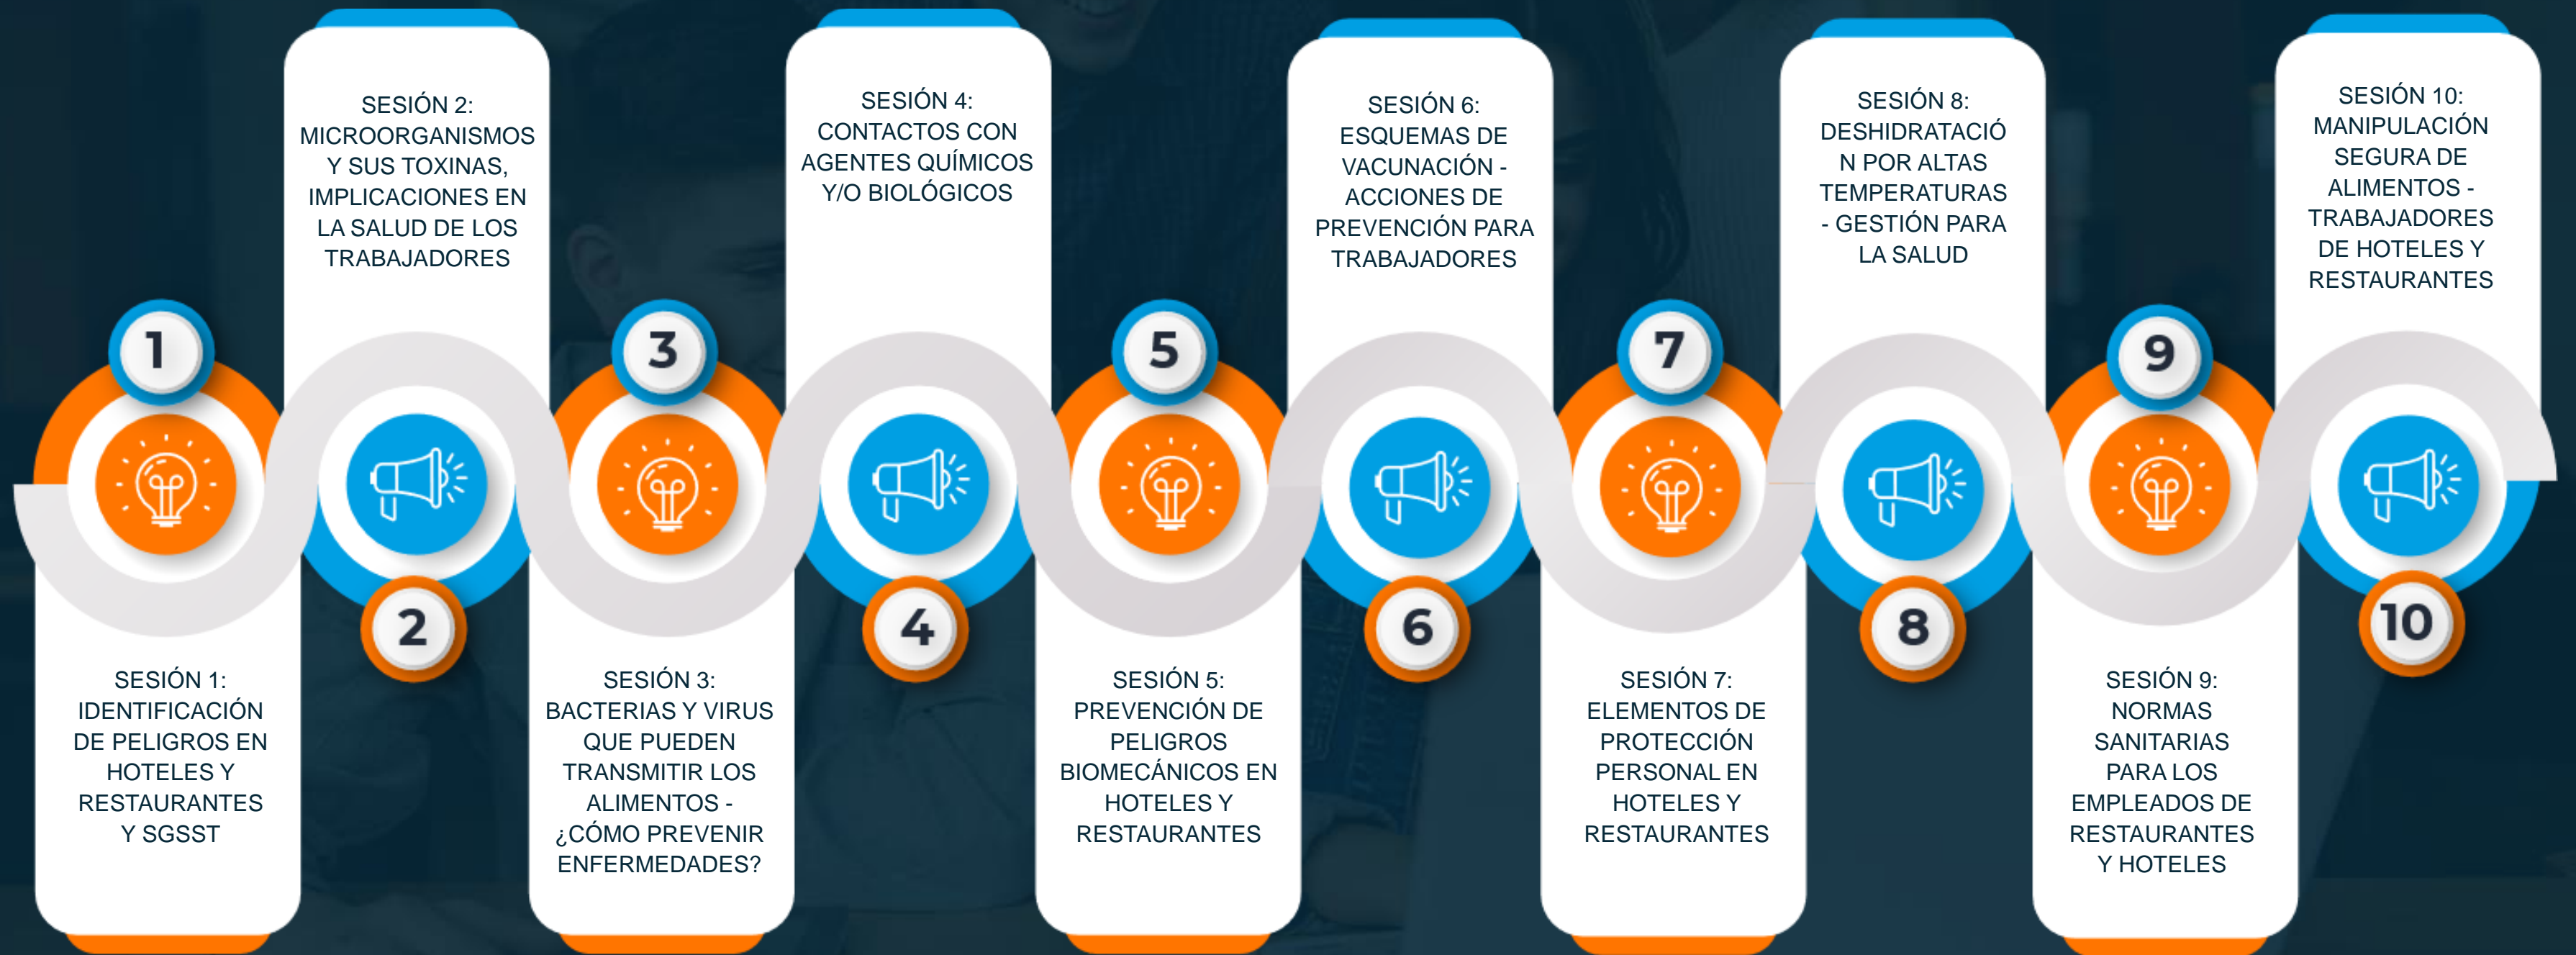 1
SESIÓN 1:
IDENTIFICACIÓN
DE PELIGROS EN
HOTELES Y
RESTAURANTES
Y SGSST
SESIÓN 2:
MICROORGANISMOS
Y SUS TOXINAS,
IMPLICACIONES EN
LA SALUD DE LOS
TRABAJADORES
2
3
SESIÓN 3:
BACTERIAS Y VIRUS
QUE PUEDEN
TRANSMITIR LOS
ALIMENTOS -
¿CÓMO PREVENIR
ENFERMEDADES?
SESIÓN 4:
CONTACTOS CON
AGENTES QUÍMICOS
Y/O BIOLÓGICOS
4
5
SESIÓN 5:
PREVENCIÓN DE
PELIGROS
BIOMECÁNICOS EN
HOTELES Y
RESTAURANTES
SESIÓN 6:
ESQUEMAS DE
VACUNACIÓN -
ACCIONES DE
PREVENCIÓN PARA
TRABAJADORES
6
7
SESIÓN 7:
ELEMENTOS DE
PROTECCIÓN
PERSONAL EN
HOTELES Y
RESTAURANTES
SESIÓN 8:
DESHIDRATACIÓ
N POR ALTAS
TEMPERATURAS
- GESTIÓN PARA
LA SALUD
8
9
SESIÓN 9:
NORMAS
SANITARIAS
PARA LOS
EMPLEADOS DE
RESTAURANTES
Y HOTELES
SESIÓN 10:
MANIPULACIÓN
SEGURA DE
ALIMENTOS -
TRABAJADORES
DE HOTELES Y
RESTAURANTES
10